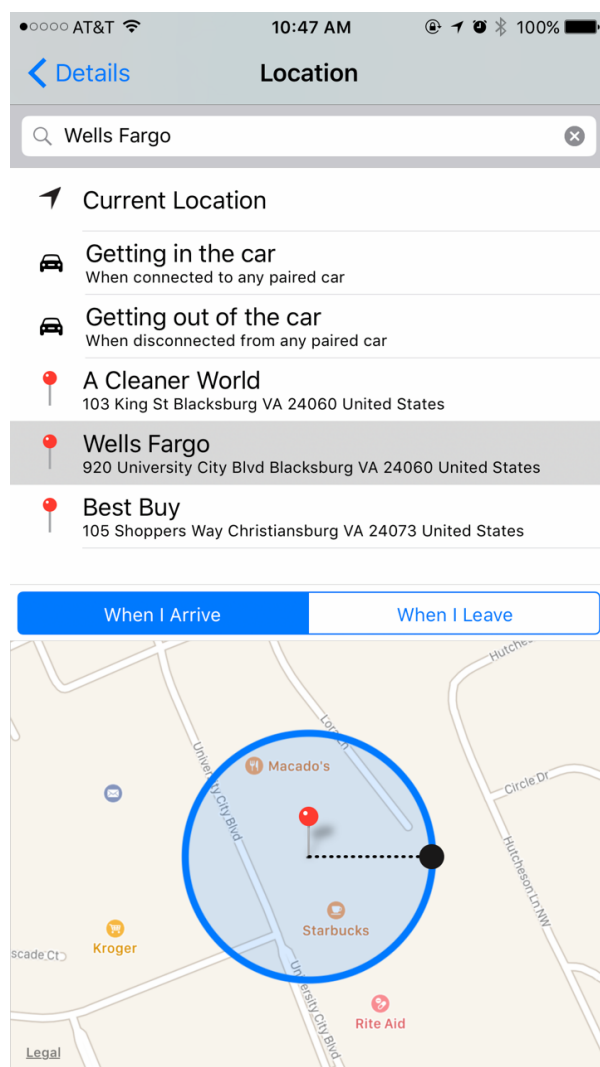 AT&T 10:47 AM 100%
Details Location
Wells Fargo
Current Location
Getting in the car
When connected to any paired car
Getting out of the car
When disconnected from any paired car
A Cleaner World
103 King St Blacksburg VA 24060 United States
Wells Fargo
920 University City Blvd Blacksburg VA 24060 United States
Best Buy
105 Shoppers Way Christiansburg VA 24073 United States
When I Arrive When I Leave
Lora Ln
University City Blvd
Macado's
Circle Dr
Hutcheson Ln NW
Starbucks
Kroger
scade Ct
University City Blvd
Rite Aid
Legal